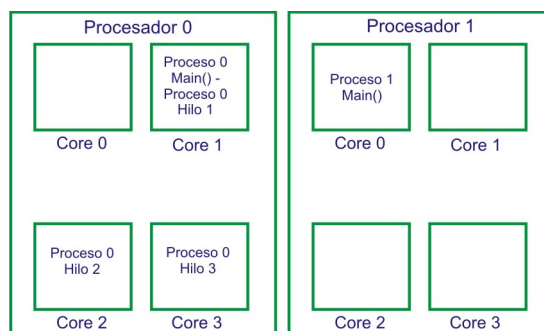 Procesador 0
Proceso 0
Main() -
Proceso 0
Hilo 1
Core 0
Core 1
Proceso 0
Hilo 2
Proceso 0
Hilo 3
Core 2
Core 3
Procesador 1
Proceso 1
Main()
Core 0
Core 1
Core 2
Core 3